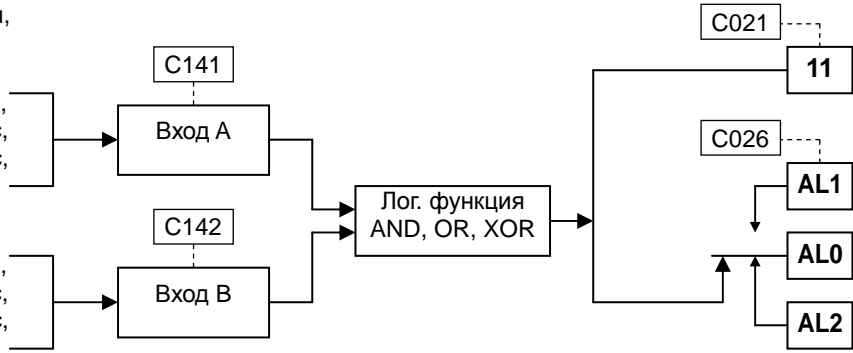 C021
11
C141
Вход A
C026
AL1
Лог. функция
AND, OR, XOR
C142
AL0
Вход B
AL2